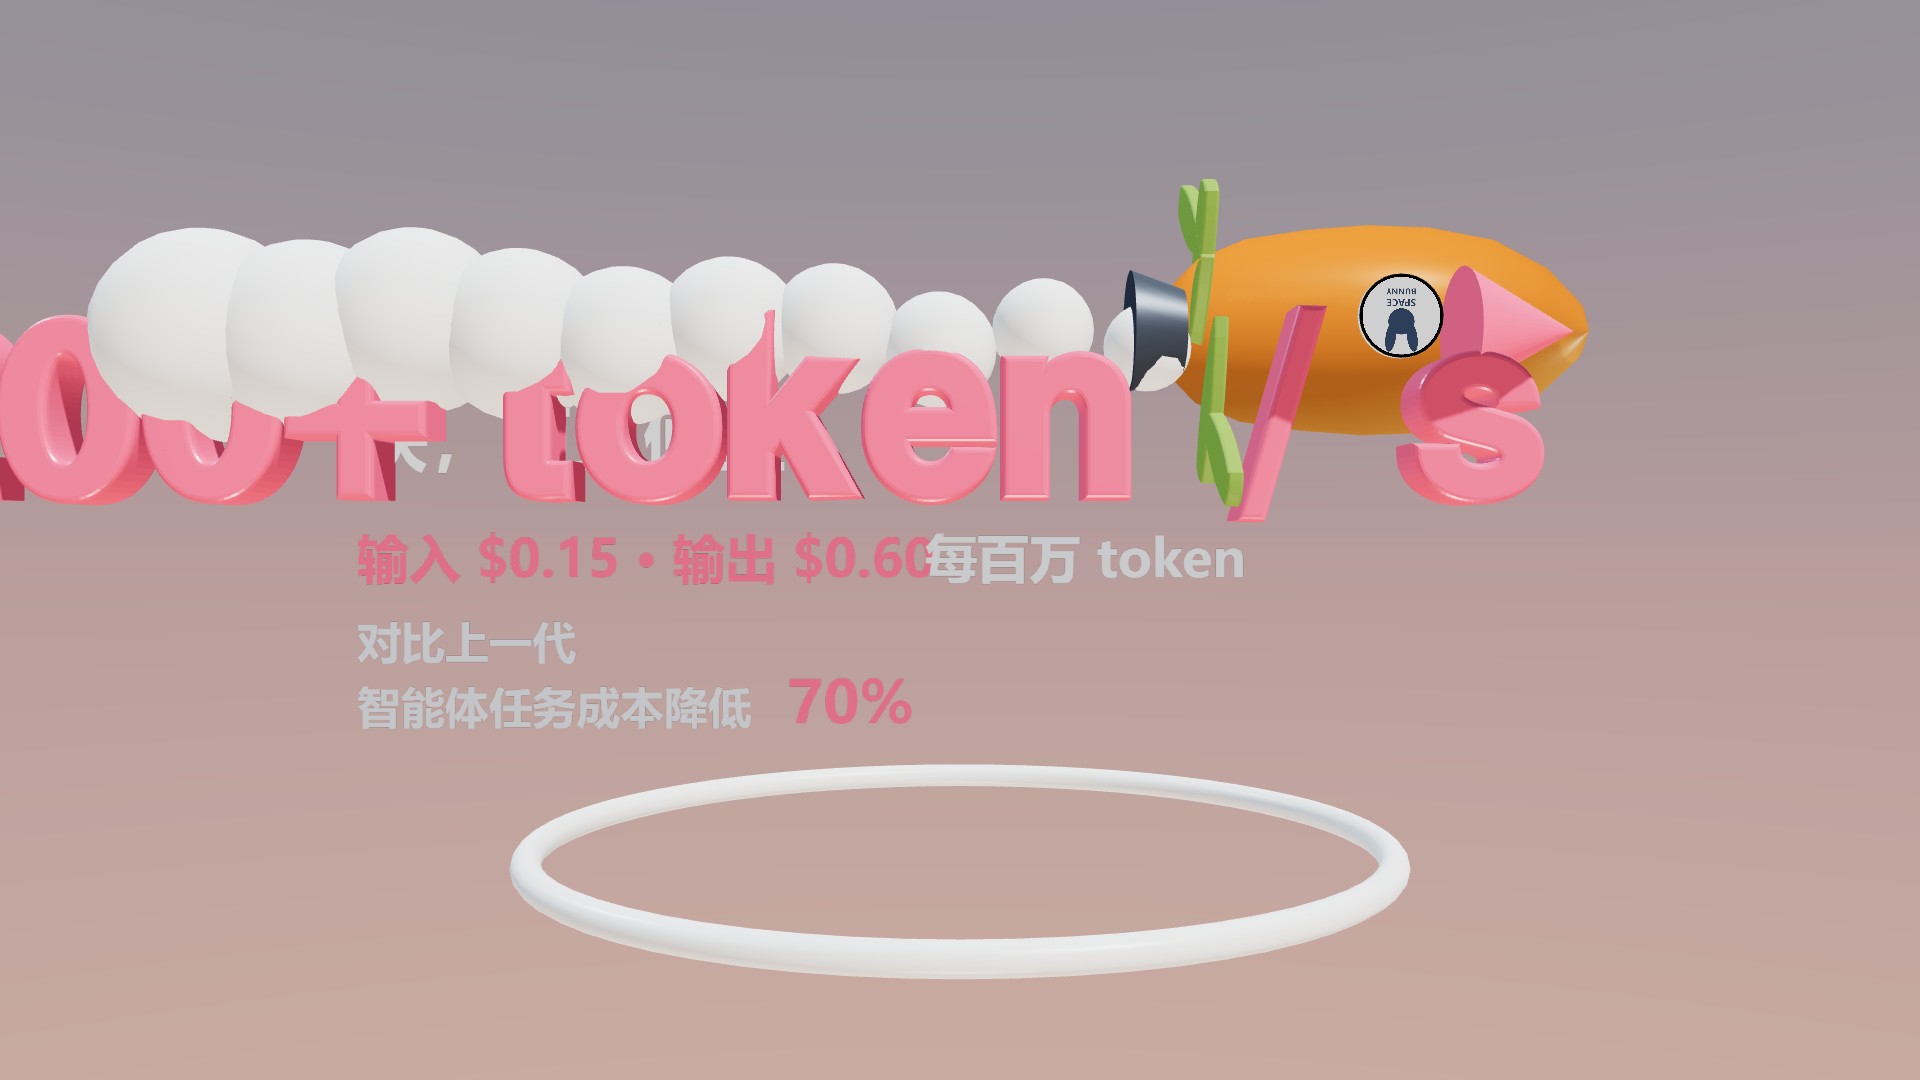 00+ token/s
SPACE
BUNNY
输入 $0.15 · 输出 $0.60 每百万 token
对比上一代
智能体任务成本降低 70%